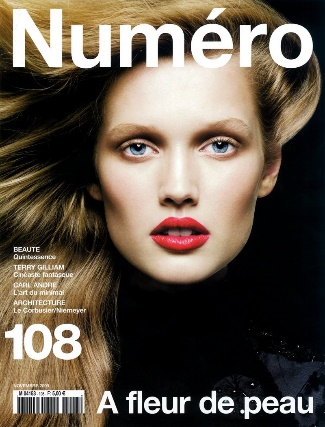 Numéro
BEAUTE
Quintessence
TERRY GILLIAM
Cinéaste fantasque
CARL ANDRE
L'art du minimal
ARCHITECTURE
Le Corbusier/Niemeyer
108
NOVEMBRE
A fleur de peau